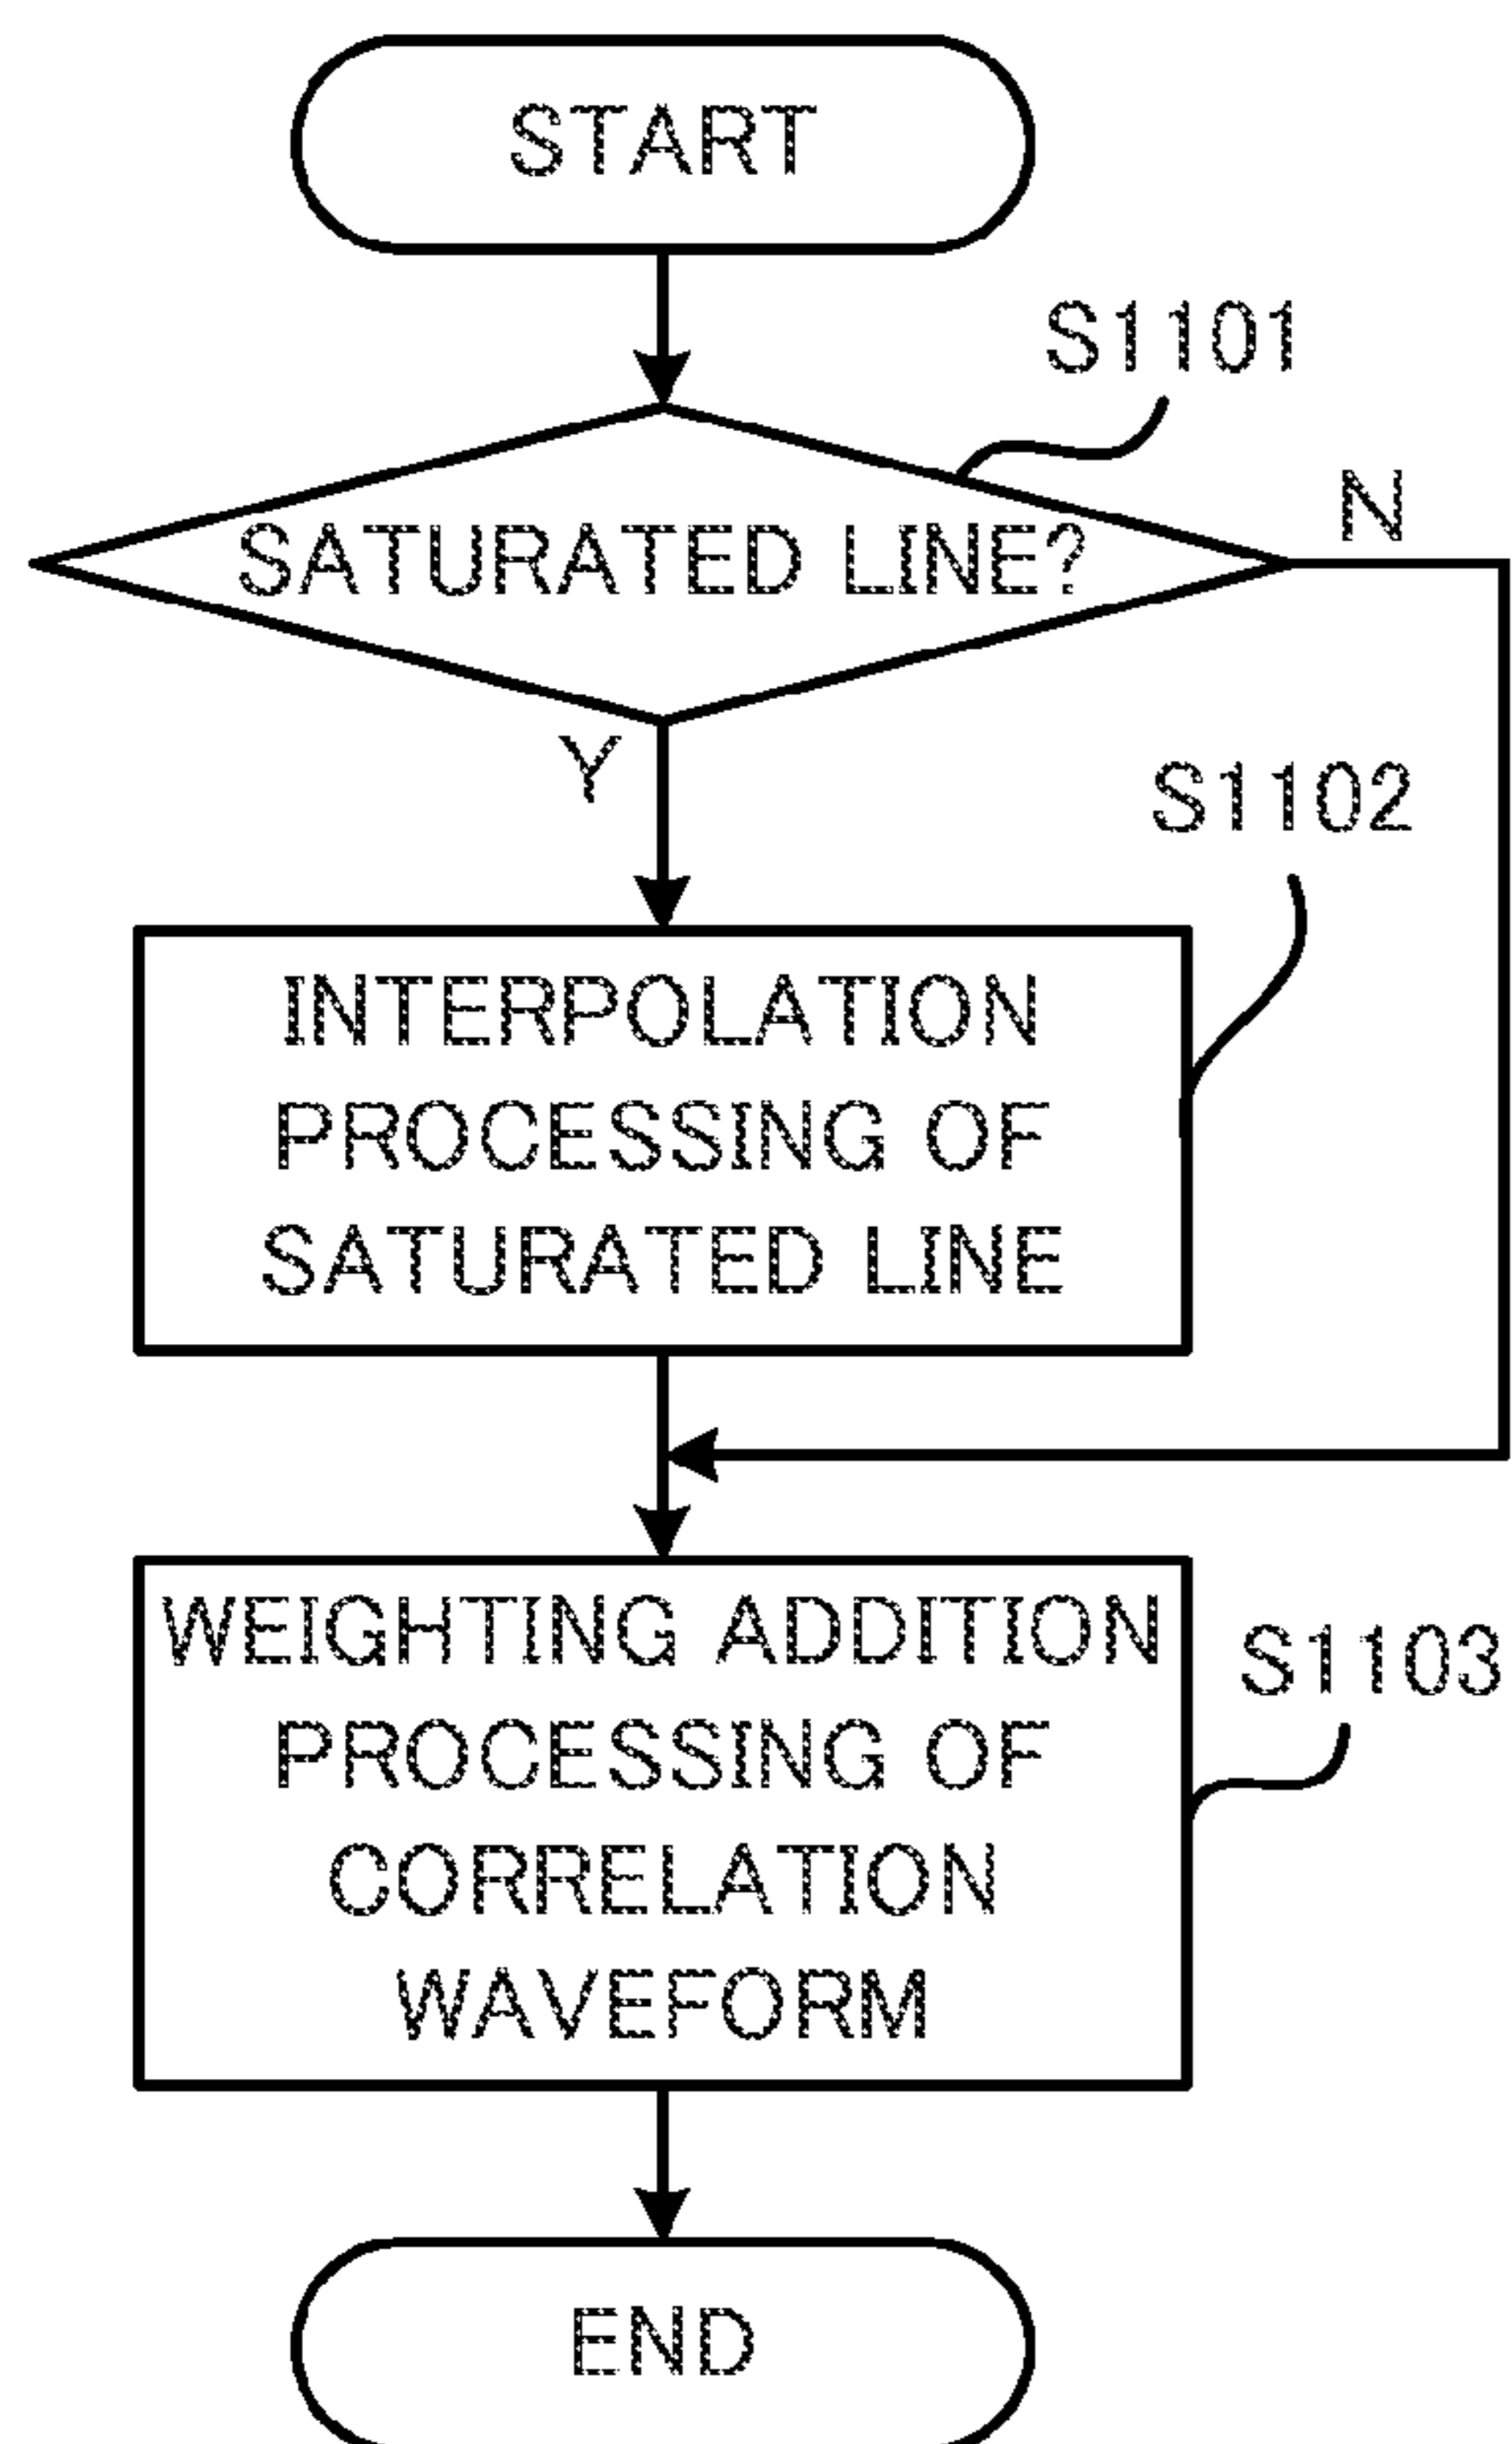 START
S1101
SATURATED LINE?
N
Y
S1102
INTERPOLATION
PROCESSING OF
SATURATED LINE
WEIGHTING ADDITION
PROCESSING OF
CORRELATION
WAVEFORM
S1103
END